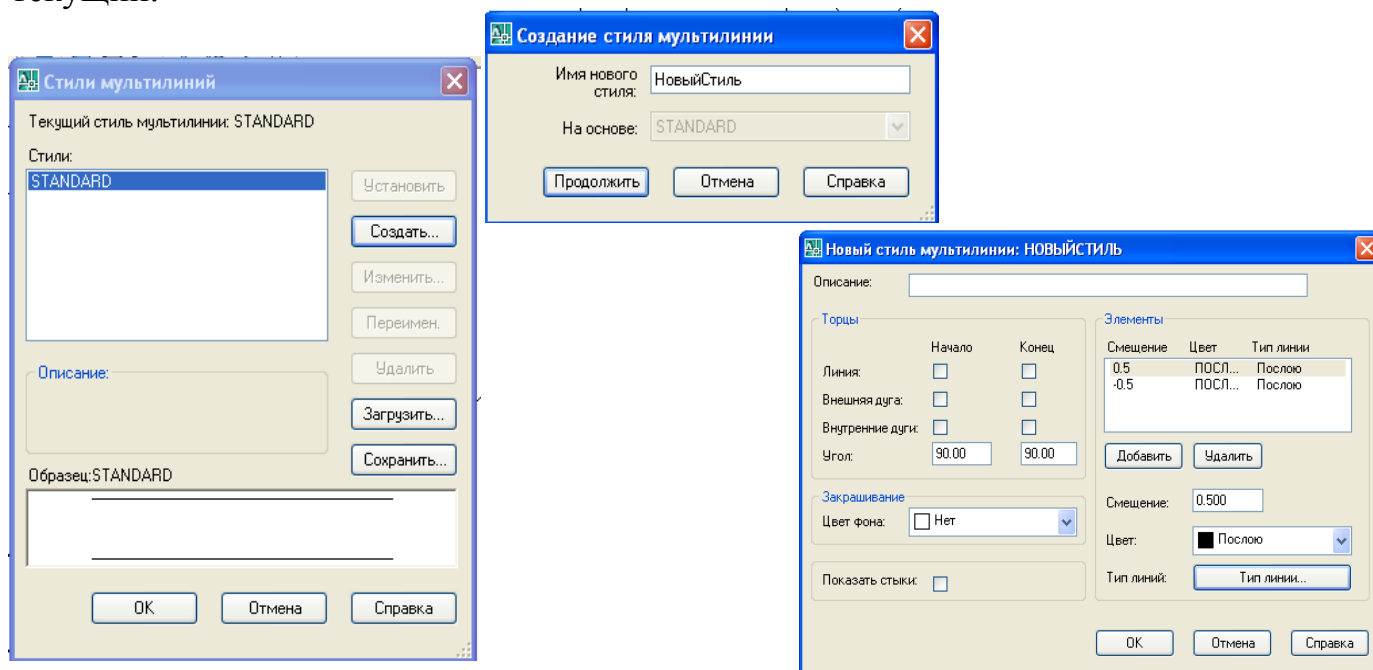 Стили мультилиний
Текущий стиль мультилинии: STANDARD
Стили:
STANDARD
Установить
Создать...
Изменить...
Переимен.
Удалить
Загрузить...
Сохранить...
Описание:
Образец:STANDARD
OK Отмена Справка
Создание стиля мультилинии
Имя нового
стиля:
НовыйСтиль
На основе: STANDARD
Продолжить Отмена Справка
Новый стиль мультилинии: НОВЫЙСТИЛЬ
Описание:
Торцы
Начало Конец
Линия:
Внешняя дуга:
Внутренние дуги:
Угол: 90.00 90.00
Закрашивание
Цвет фона: Нет
Показать стыки:
Элементы
Смещение Цвет Тип линии
0.5 ПОСЛ... Послою
-0.5 ПОСЛ... Послою
Добавить Удалить
Смещение: 0.500
Цвет: Послою
Тип линий: Тип линии...
OK Отмена Справка